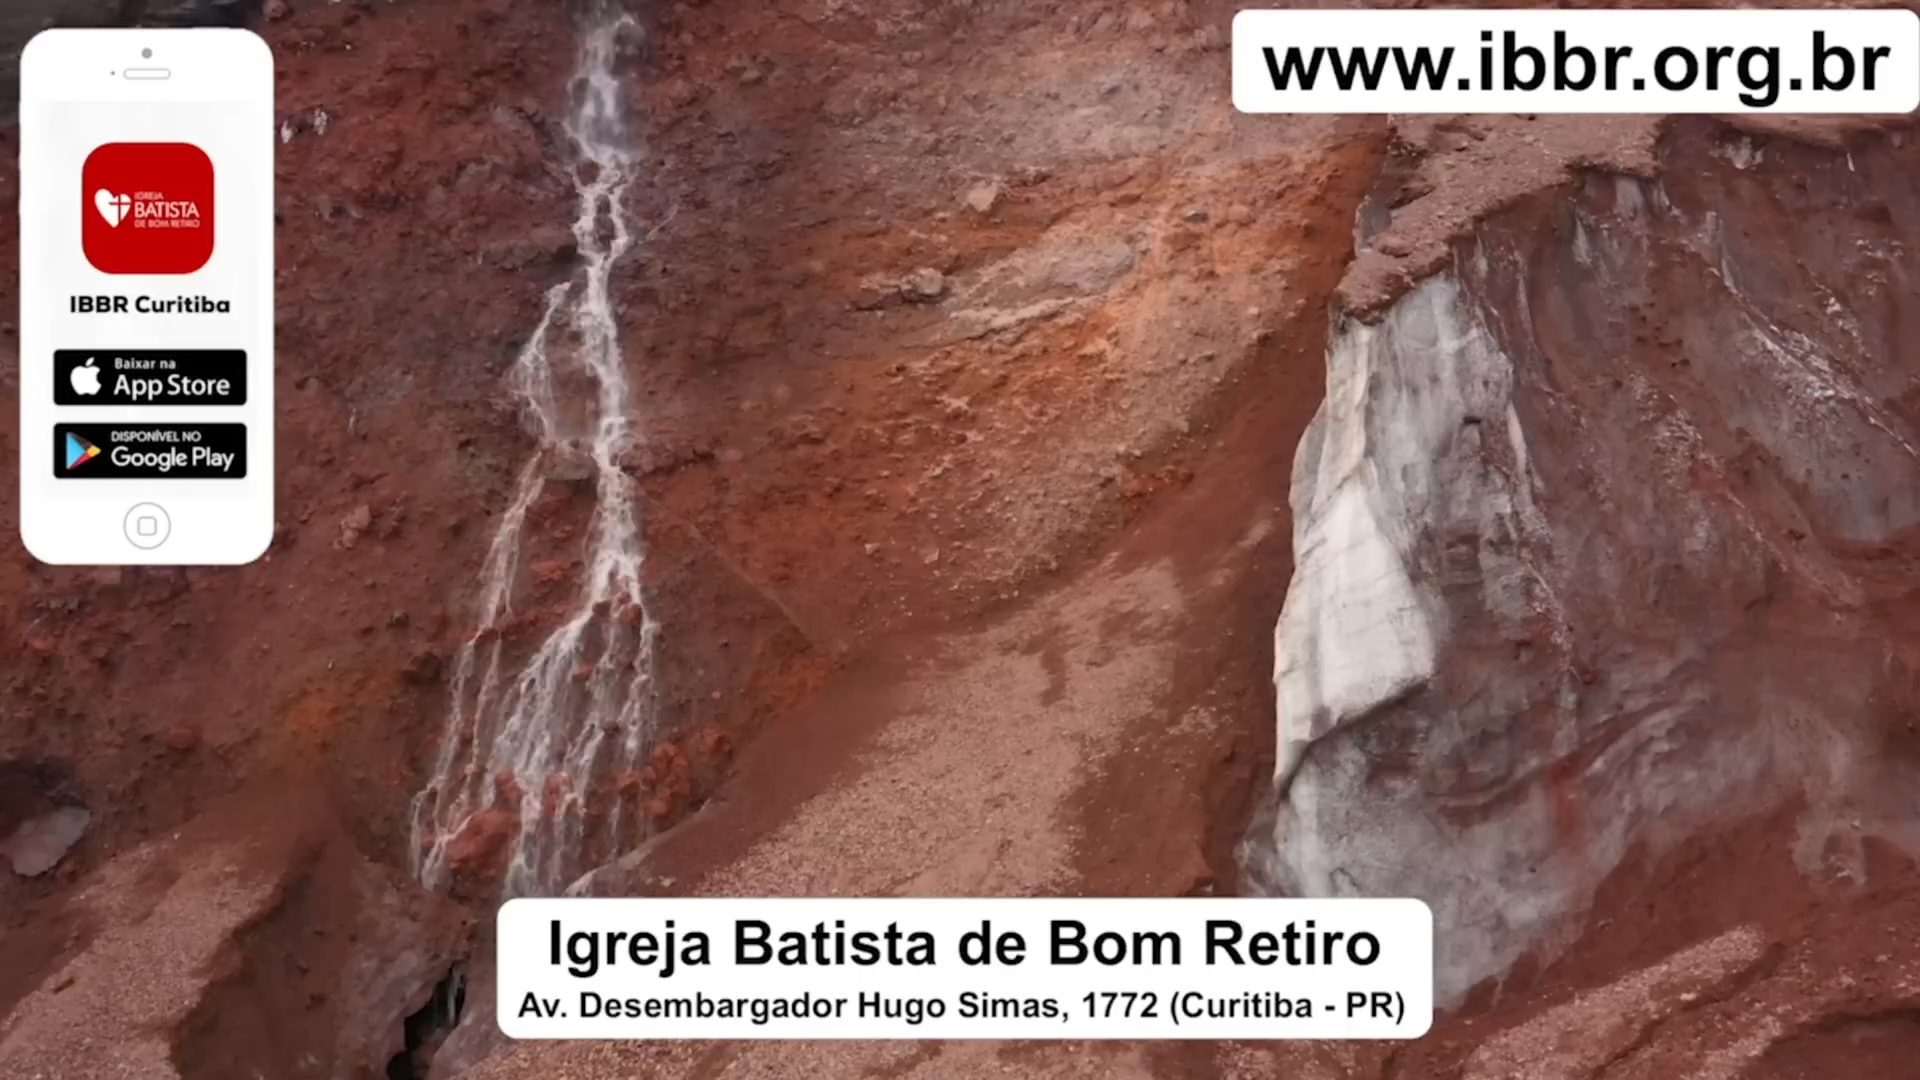 www.ibbr.org.br
IGREJA
BATISTA
DE BOM RETIRO
IBBR Curitiba
Baixar na
App Store
DISPONÍVEL NO
Google Play
Igreja Batista de Bom Retiro
Av. Desembargador Hugo Simas, 1772 (Curitiba - PR)